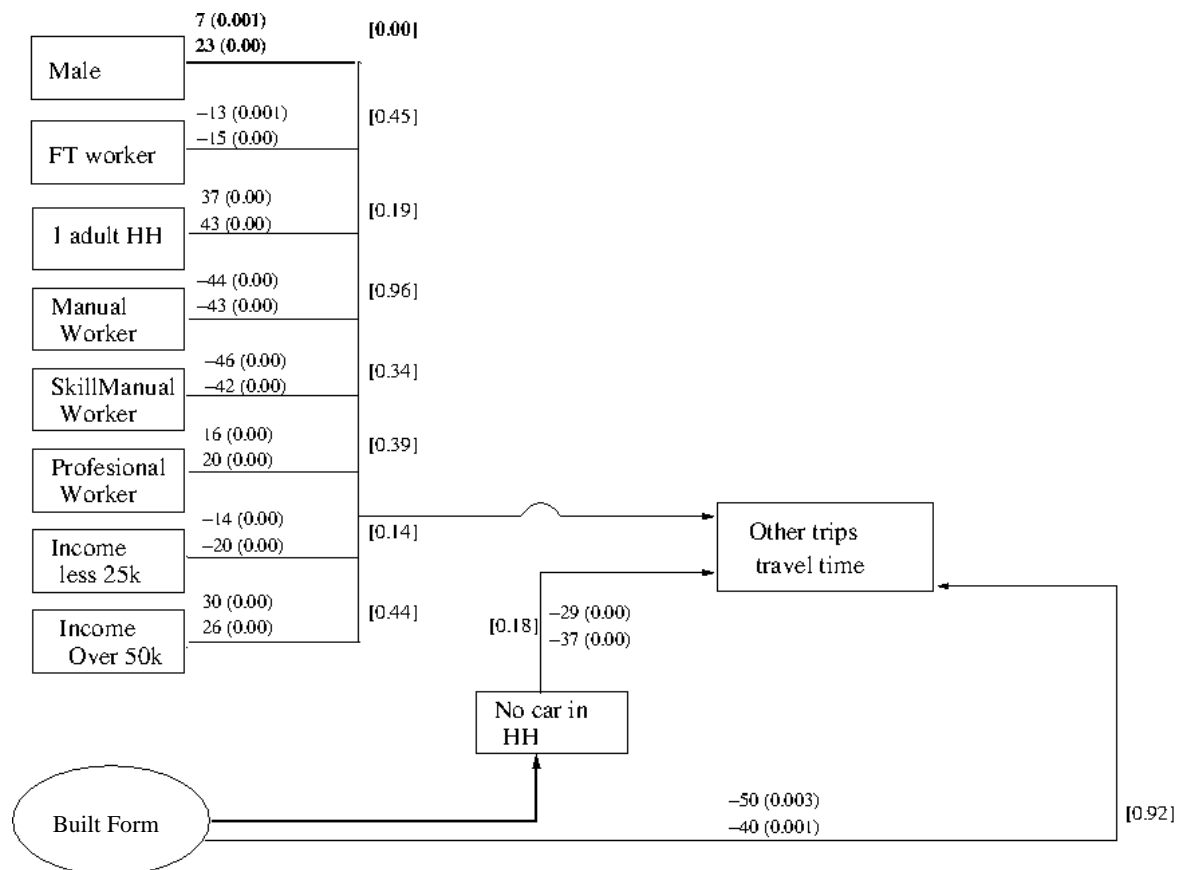 7 (0.001)
23 (0.00)
[0.00]
Male
−13 (0.001)
−15 (0.00)
[0.45]
FT worker
37 (0.00)
43 (0.00)
[0.19]
1 adult HH
−44 (0.00)
−43 (0.00)
[0.96]
Manual
Worker
−46 (0.00)
−42 (0.00)
[0.34]
SkillManual
Worker
16 (0.00)
20 (0.00)
[0.39]
Profesional
Worker
−14 (0.00)
−20 (0.00)
[0.14]
Income
less 25k
30 (0.00)
26 (0.00)
[0.44]
Income
Over 50k
Other trips
travel time
[0.18]
−29 (0.00)
−37 (0.00)
No car in
HH
Built Form
−50 (0.003)
−40 (0.001)
[0.92]